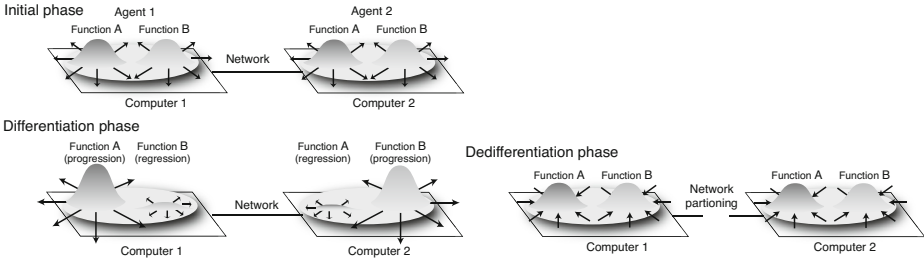 Initial phase
Agent 1
Agent 2
Function A
Function B
Function A
Function B
Network
Computer 1
Computer 2
Differentiation phase
Function A
(progression)
Function B
(regression)
Function A
(regression)
Function B
(progression)
Network
Computer 1
Computer 2
Dedifferentiation phase
Function A
Function B
Network
partioning
Function A
Function B
Computer 1
Computer 2